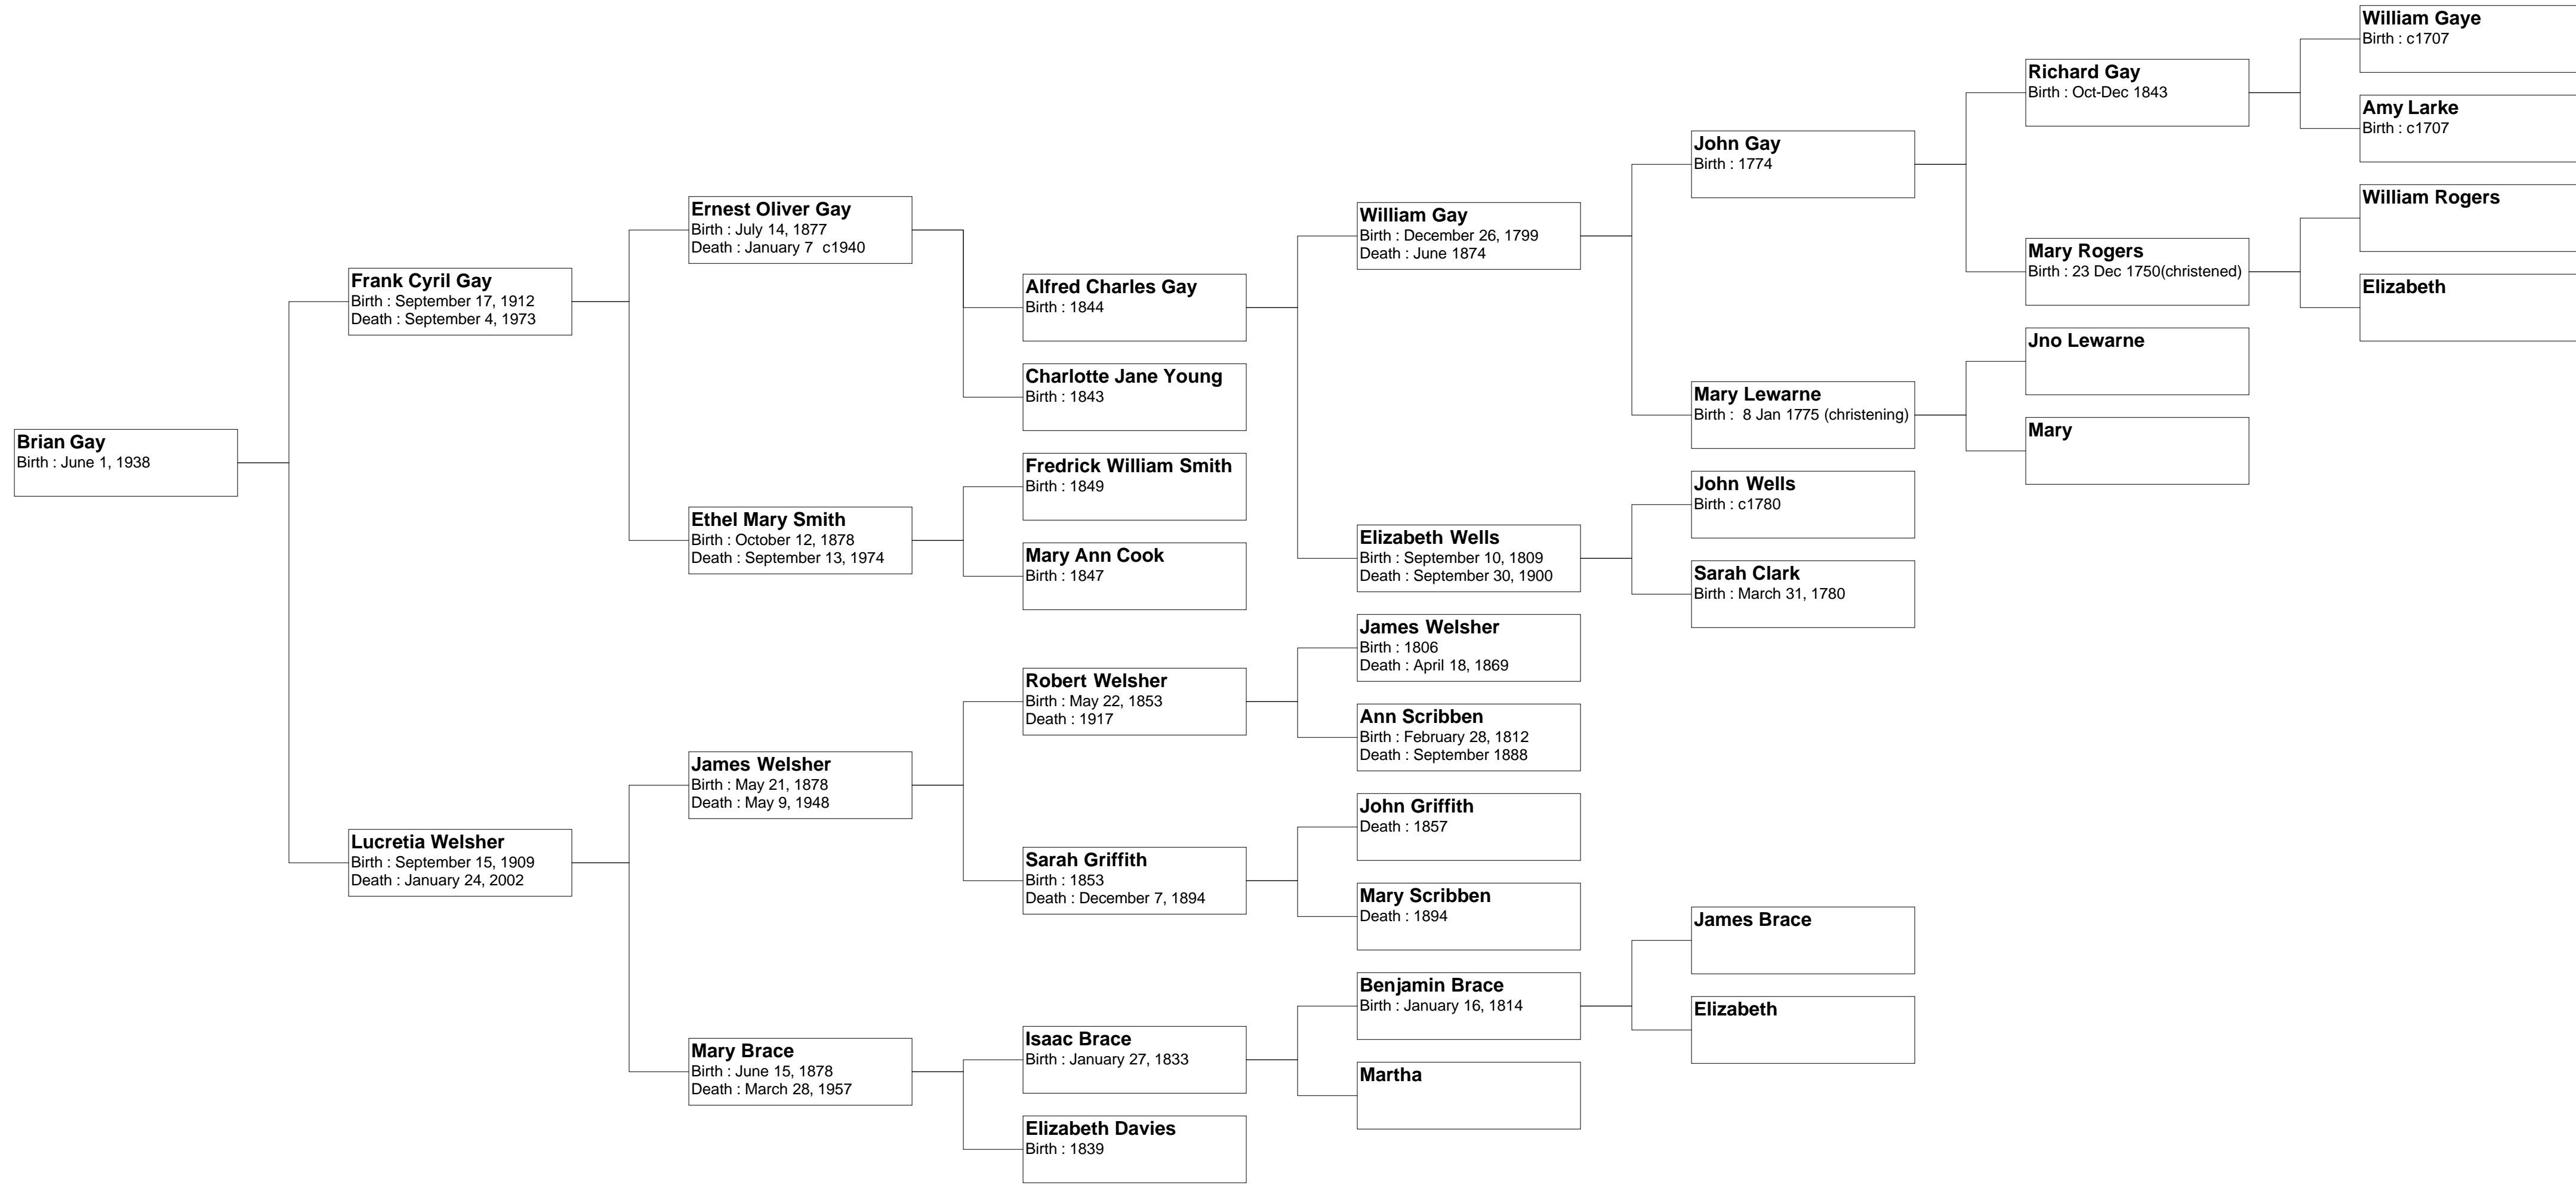 Brian Gay
Birth : June 1, 1938
Frank Cyril Gay
Birth : September 17, 1912
Death : September 4, 1973
Lucretia Welsher
Birth : September 15, 1909
Death : January 24, 2002
Ernest Oliver Gay
Birth : July 14, 1877
Death : January 7  c1940
Ethel Mary Smith
Birth : October 12, 1878
Death : September 13, 1974
James Welsher
Birth : May 21, 1878
Death : May 9, 1948
Mary Brace
Birth : June 15, 1878
Death : March 28, 1957
Alfred Charles Gay
Birth : 1844
Charlotte Jane Young
Birth : 1843
Fredrick William Smith
Birth : 1849
Mary Ann Cook
Birth : 1847
Robert Welsher
Birth : May 22, 1853
Death : 1917
Sarah Griffith
Birth : 1853
Death : December 7, 1894
Isaac Brace
Birth : January 27, 1833
Elizabeth Davies
Birth : 1839
William Gay
Birth : December 26, 1799
Death : June 1874
Elizabeth Wells
Birth : September 10, 1809
Death : September 30, 1900
James Welsher
Birth : 1806
Death : April 18, 1869
Ann Scribben
Birth : February 28, 1812
Death : September 1888
John Griffith
Death : 1857
Mary Scribben
Death : 1894
Benjamin Brace
Birth : January 16, 1814
Martha
John Gay
Birth : 1774
Mary Lewarne
Birth :  8 Jan 1775 (christening)
John Wells
Birth : c1780
Sarah Clark
Birth : March 31, 1780
James Brace
Elizabeth
Richard Gay
Birth : Oct-Dec 1843
Mary Rogers
Birth : 23 Dec 1750(christened)
Jno Lewarne
Mary
William Gaye
Birth : c1707
Amy Larke
Birth : c1707
William Rogers
Elizabeth